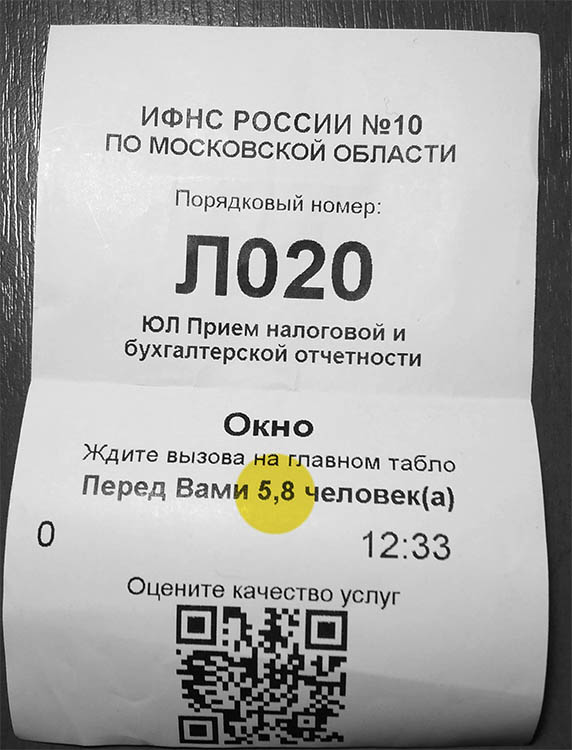 ИФНС РОССИИ №10
ПО МОСКОВСКОЙ ОБЛАСТИ
Порядковый номер:
Л020
ЮЛ Прием налоговой и
бухгалтерской отчетности
Окно
Ждите вызова на главном табло
Перед Вами 5,8 человек(а)
0 12:33
Оцените качество услуг